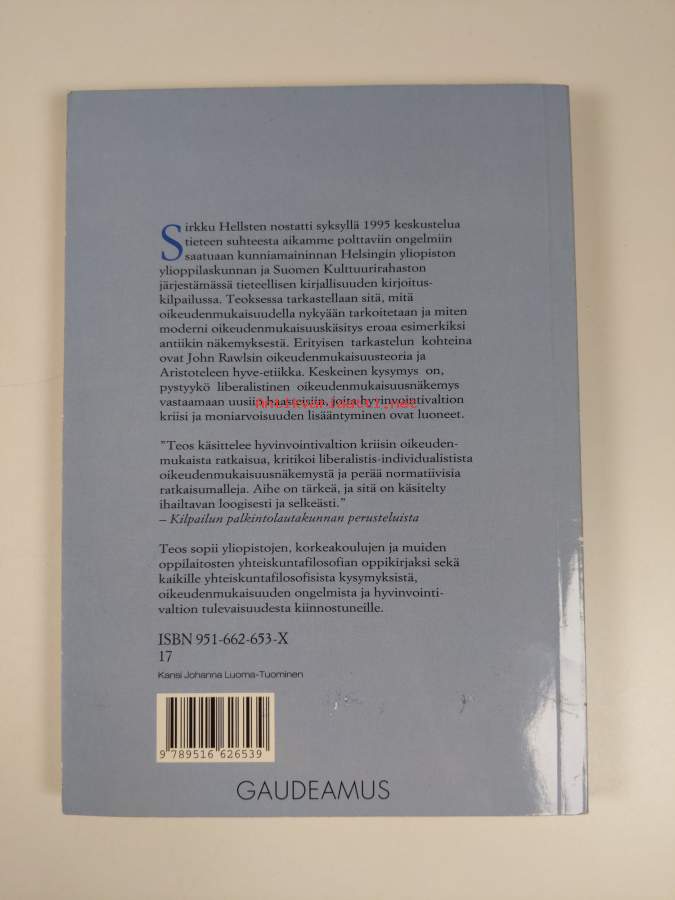 Sirkku Hellsten nostatti syksyllä 1995 keskustelua
tieteen suhteesta aikamme polttaviin ongelmiin
saatuaan kunniamaininnan Helsingin yliopiston
ylioppilaskunnan ja Suomen Kulttuurirahaston
järjestämässä tieteellisen kirjallisuuden kirjoitus-
kilpailussa. Teoksessa tarkastellaan sitä, mitä
oikeudenmukaisuudella nykyään tarkoitetaan ja miten
moderni oikeudenmukaisuuskäsitys eroaa esimerkiksi
antiikin näkemyksestä. Erityisen tarkastelun kohteina
ovat John Rawlsin oikeudenmukaisuusteoria ja
Aristoteleen hyve-etiikka. Keskeinen kysymys on,
pystyykö liberalistinen oikeudenmukaisuusnäkemys
vastaamaan uusiin haasteisiin, joita hyvinvointivaltion
Antikvariaatti.net
kriisi ja moniarvoisuuden lisääntyminen ovat luoneet.
"Teos käsittelee hyvinvointivaltion kriisin oikeuden-
mukaista ratkaisua, kritikoi liberalistis-individualistista
oikeudenmukaisuusnäkemystä ja perää normatiivisia
ratkaisumalleja. Aihe on tärkeä, ja sitä on käsitelty
ihailtavan loogisesti ja selkeästi."
– Kilpailun palkintolautakunnan perusteluista
Teos sopii yliopistojen, korkeakoulujen ja muiden
oppilaitosten yhteiskuntafilosofian oppikirjaksi sekä
kaikille yhteiskuntafilosofisista kysymyksistä,
oikeudenmukaisuuden ongelmista ja hyvinvointi-
valtion tulevaisuudesta kiinnostuneille.
ISBN 951-662-653-X
17
Kansi Johanna Luoma-Tuominen
9 789516 626539
GAUDEAMUS